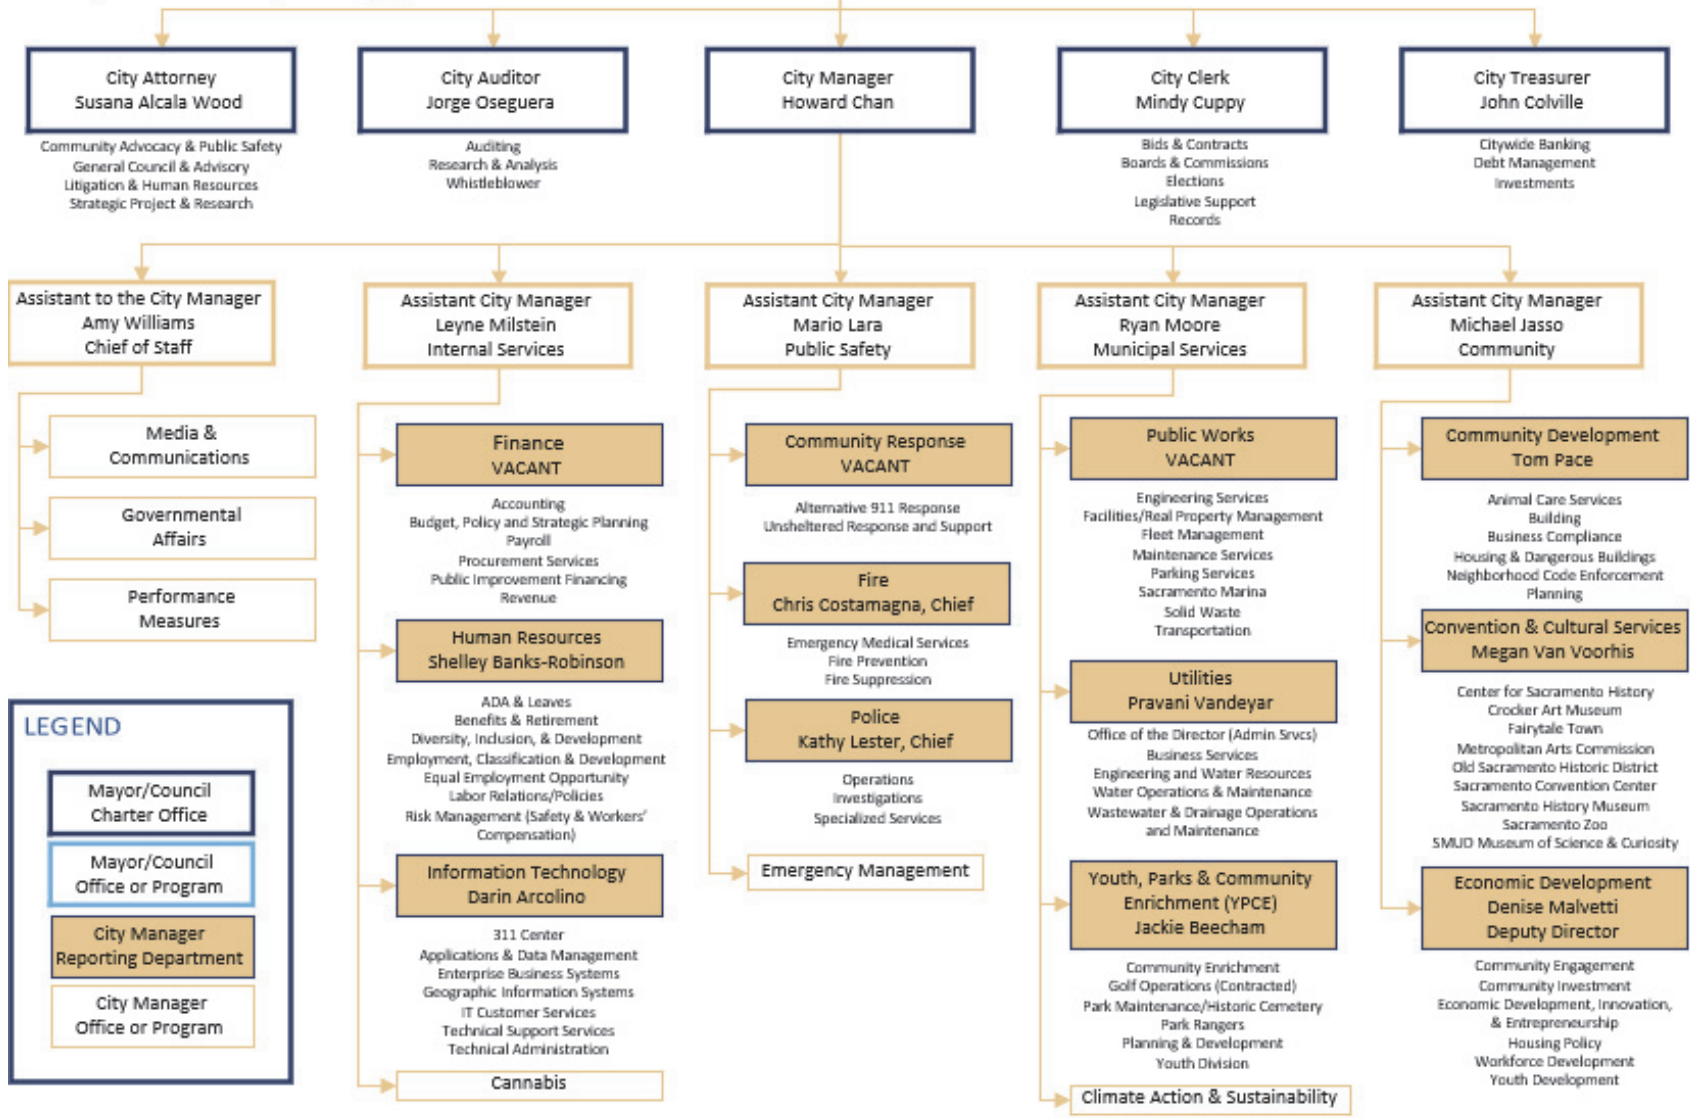 City Attorney
Susana Alcala Wood
Community Advocacy & Public Safety
General Council & Advisory
Litigation & Human Resources
Strategic Project & Research
City Auditor
Jorge Oseguera
Auditing
Research & Analysis
Whistleblower
City Manager
Howard Chan
City Clerk
Mindy Cuppy
Bids & Contracts
Boards & Commissions
Elections
Legislative Support
Records
City Treasurer
John Colville
Citywide Banking
Debt Management
Investments
Assistant to the City Manager
Amy Williams
Chief of Staff
Media &
Communications
Governmental
Affairs
Performance
Measures
Assistant City Manager
Leyne Milstein
Internal Services
Finance
VACANT
Accounting
Budget, Policy and Strategic Planning
Payroll
Procurement Services
Public Improvement Financing
Revenue
Human Resources
Shelley Banks-Robinson
ADA & Leaves
Benefits & Retirement
Diversity, Inclusion, & Development
Employment, Classification & Development
Equal Employment Opportunity
Labor Relations/Policies
Risk Management (Safety & Workers'
Compensation)
Information Technology
Darin Arcolino
311 Center
Applications & Data Management
Enterprise Business Systems
Geographic Information Systems
IT Customer Services
Technical Support Services
Technical Administration
Cannabis
Assistant City Manager
Mario Lara
Public Safety
Community Response
VACANT
Alternative 911 Response
Unsheltered Response and Support
Fire
Chris Costamagna, Chief
Emergency Medical Services
Fire Prevention
Fire Suppression
Police
Kathy Lester, Chief
Operations
Investigations
Specialized Services
Emergency Management
Assistant City Manager
Ryan Moore
Municipal Services
Public Works
VACANT
Engineering Services
Facilities/Real Property Management
Fleet Management
Maintenance Services
Parking Services
Sacramento Marina
Solid Waste
Transportation
Utilities
Pravani Vandeyar
Office of the Director (Admin Srvcs)
Business Services
Engineering and Water Resources
Water Operations & Maintenance
Wastewater & Drainage Operations
and Maintenance
Youth, Parks & Community
Enrichment (YPCE)
Jackie Beecham
Community Enrichment
Golf Operations (Contracted)
Park Maintenance/Historic Cemetery
Park Rangers
Planning & Development
Youth Division
Climate Action & Sustainability
Assistant City Manager
Michael Jasso
Community
Community Development
Tom Pace
Animal Care Services
Building
Business Compliance
Housing & Dangerous Buildings
Neighborhood Code Enforcement
Planning
Convention & Cultural Services
Megan Van Voorhis
Center for Sacramento History
Crocker Art Museum
Fairytale Town
Metropolitan Arts Commission
Old Sacramento Historic District
Sacramento Convention Center
Sacramento History Museum
Sacramento Zoo
SMUD Museum of Science & Curiosity
Economic Development
Denise Malvetti
Deputy Director
Community Engagement
Community Investment
Economic Development, Innovation,
& Entrepreneurship
Housing Policy
Workforce Development
Youth Development
LEGEND
Mayor/Council
Charter Office
Mayor/Council
Office or Program
City Manager
Reporting Department
City Manager
Office or Program